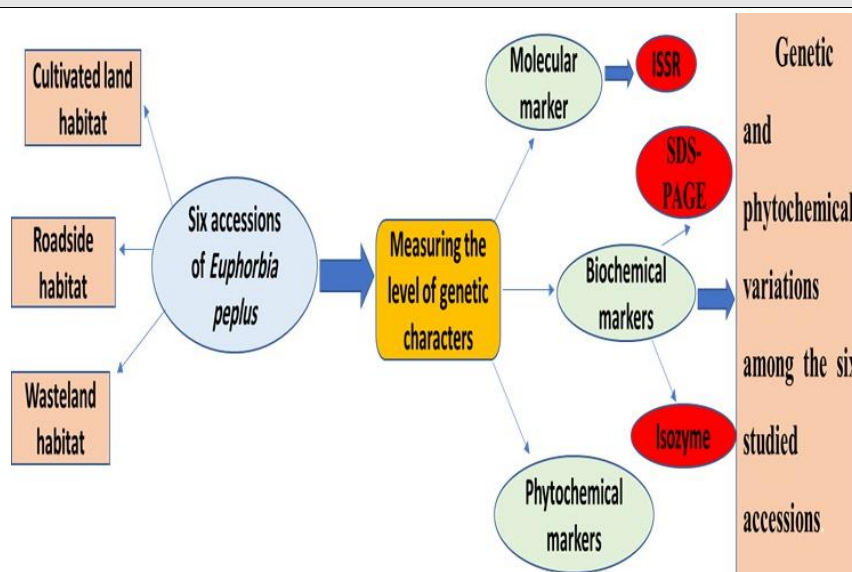 Cultivated land
habitat
Roadside
habitat
Wasteland
habitat
Six accessions
of Euphorbia
peplus
Measuring the
level of genetic
characters
Molecular
marker
ISSR
SDS-
PAGE
Biochemical
markers
Isozyme
Phytochemical
markers
Genetic
and
phytochemical
variations
among the six
studied
accessions